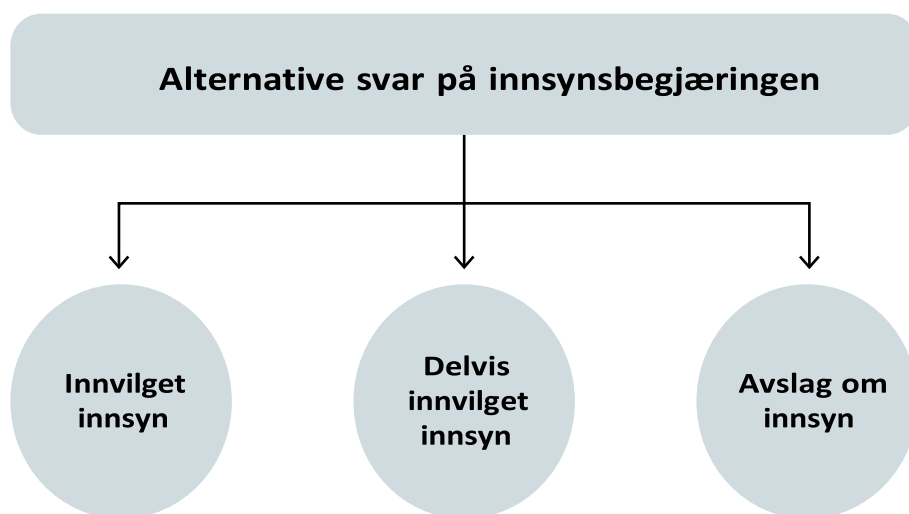 Alternative svar på innsynsbegjæringen
Innvilget
innsyn
Delvis
innvilget
innsyn
Avslag om
innsyn